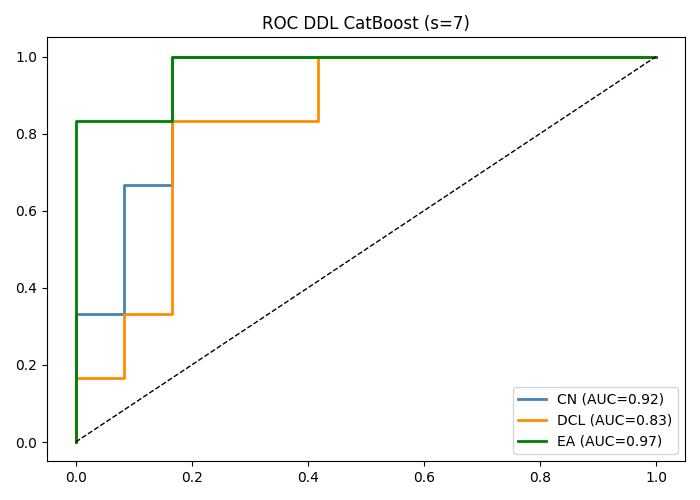 ROC DDL CatBoost (s=7)
1.0
0.8
0.6
0.4
0.2
0.0
CN (AUC=0.92)
DCL (AUC=0.83)
EA (AUC=0.97)
0.0 0.2 0.4 0.6 0.8 1.0